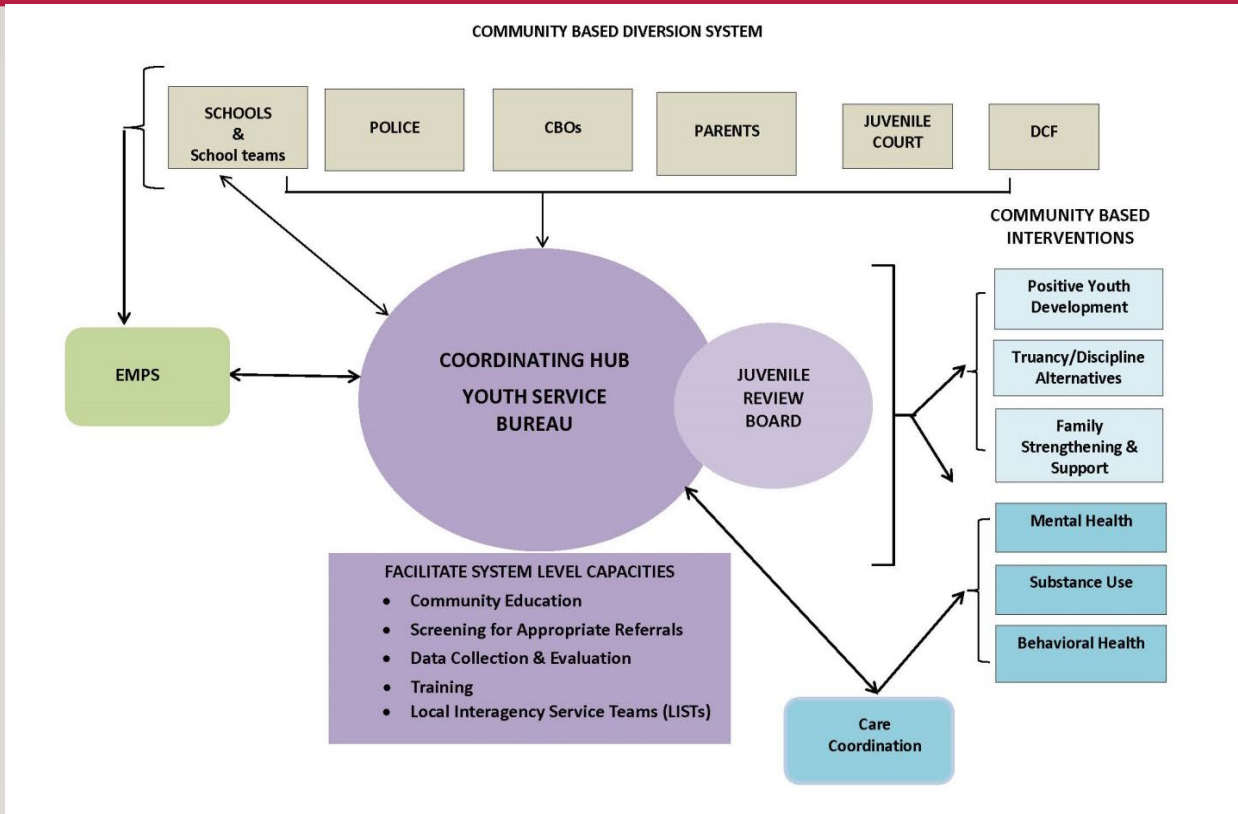 COMMUNITY BASED DIVERSION SYSTEM
SCHOOLS
&
School teams
POLICE
CBOs
PARENTS
JUVENILE
COURT
DCF
COMMUNITY BASED
INTERVENTIONS
Positive Youth
Development
Truancy/Discipline
Alternatives
Family
Strengthening &
Support
EMPS
COORDINATING HUB
YOUTH SERVICE
BUREAU
JUVENILE
REVIEW
BOARD
Mental Health
Substance Use
Behavioral Health
FACILITATE SYSTEM LEVEL CAPACITIES
• Community Education
• Screening for Appropriate Referrals
• Data Collection & Evaluation
• Training
• Local Interagency Service Teams (LISTs)
Care
Coordination